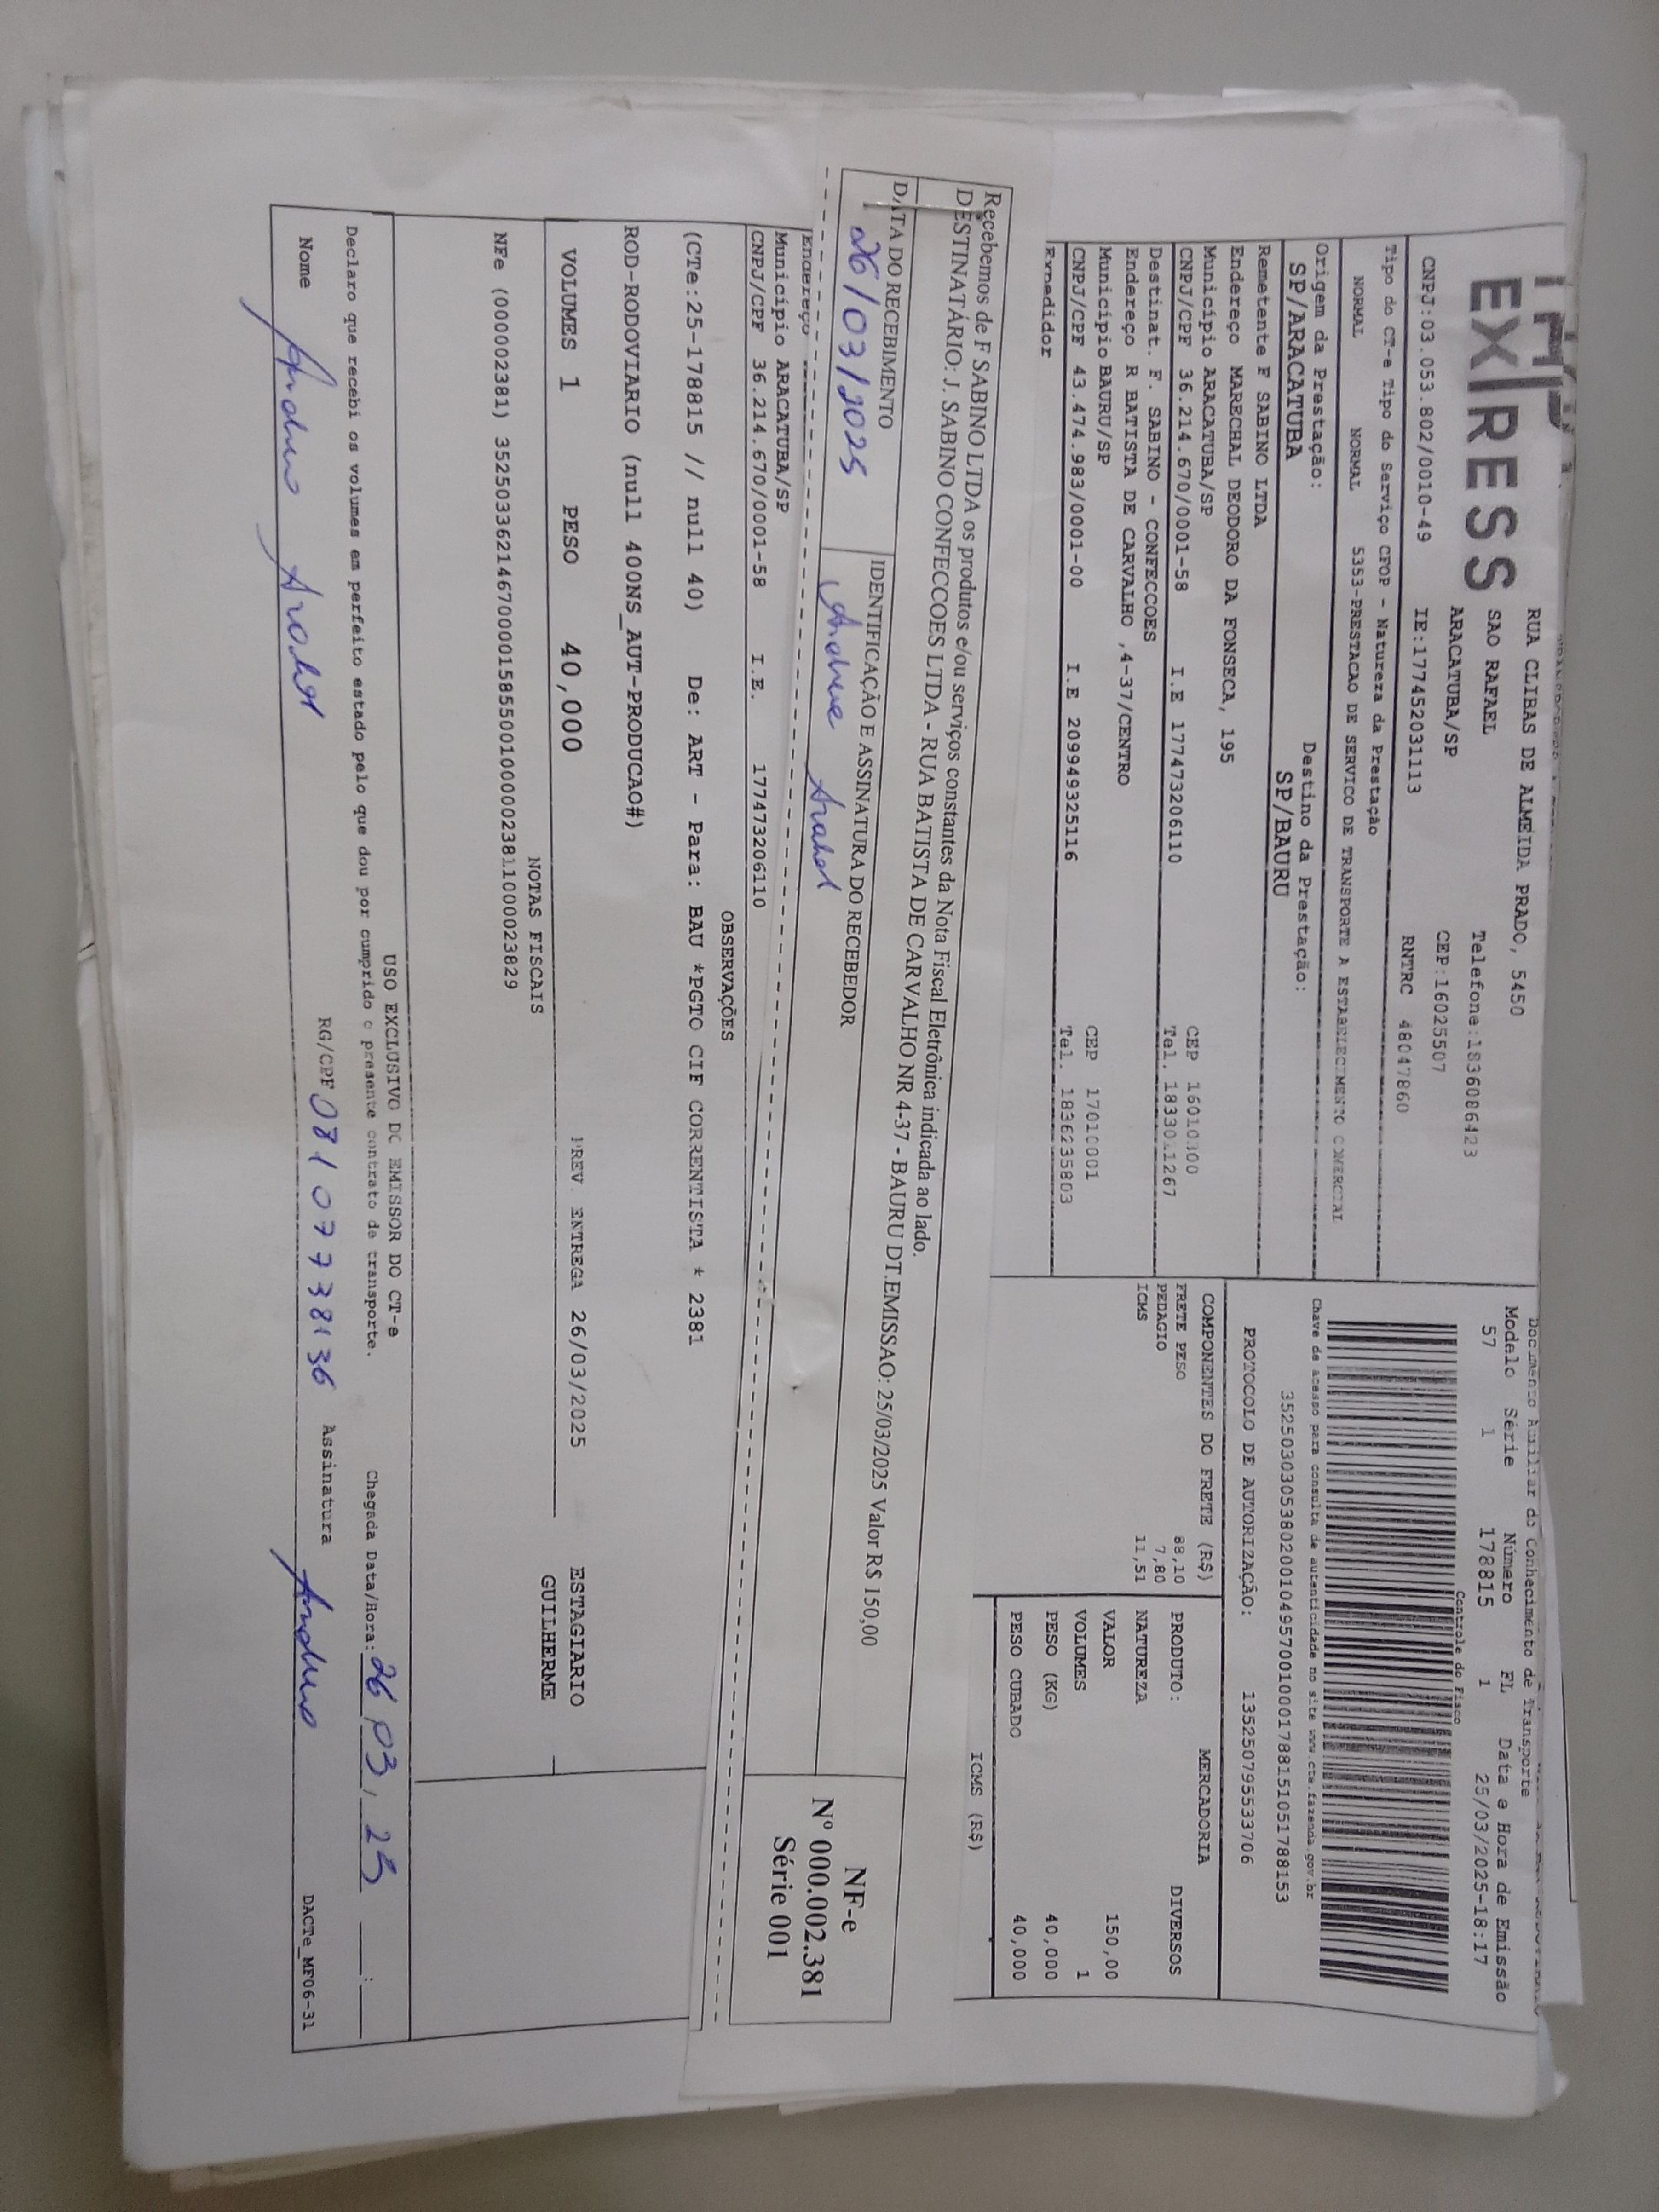 EXPRESS
RUA CLIBAS DE ALMEIDA PRADO, 5450
SAO RAFAEL Telefone:1836086423
ARACATUBA/SP CEP:16025507
CNPJ:03.053.802/0010-49 IE:177452031113 RNTRC 48047860
Tipo do CT-e Tipo do Serviço CFOP - Natureza da Prestação
NORMAL NORMAL 5353-PRESTACAO DE SERVICO DE TRANSPORTE A ESTABELECIMENTO COMERCIAL
Origem da Prestação: Destino da Prestação:
SP/ARACATUBA SP/BAURU
Remetente F SABINO LTDA
Endereço MARECHAL DEODORO DA FONSECA, 195
Município ARACATUBA/SP CEP 16010300
CNPJ/CPF 36.214.670/0001-58 I.E 177473206110 Tel.
Destinat. F. SABINO - CONFECCOES
Endereço R BATISTA DE CARVALHO ,4-37/CENTRO
Município BAURU/SP CEP 17010001
CNPJ/CPF 43.474.983/0001-00 I.E 209949325116 Tel. 1836235803
Expedidor
Documento Auxiliar do Conhecimento de Transporte
Modelo Série Número FL Data e Hora de Emissão
57 1 178815 1 25/03/2025-18:17
Controle do Fisco
Chave de acesso para consulta de autenticidade no site www.cte.fazenda.gov.br
35250303053802001049570010001788151051788153
PROTOCOLO DE AUTORIZAÇÃO: 135250795533706
COMPONENTES DO FRETE (R$)
FRETE PESO 88,10
PEDAGIO 7,80
ICMS 11,51
MERCADORIA
PRODUTO: DIVERSOS
NATUREZA
VALOR 150,00
VOLUMES 1
PESO (KG) 40,000
PESO CUBADO 40,000
ICMS (R$)
Recebemos de F SABINO LTDA os produtos e/ou serviços constantes da Nota Fiscal Eletrônica indicada ao lado.
DESTINATÁRIO: J. SABINO CONFECCOES LTDA - RUA BATISTA DE CARVALHO NR 4-37 - BAURU DT.EMISSAO: 25/03/2025 Valor R$ 150,00
DATA DO RECEBIMENTO IDENTIFICAÇÃO E ASSINATURA DO RECEBEDOR
26/03/2025
NF-e
Nº 000.002.381
Série 001
Endereço
Município ARACATUBA/SP
CNPJ/CPF 36.214.670/0001-58 I.E. 177473206110
OBSERVAÇÕES
(CTe:25-178815 // null 40) De: ART - Para: BAU *PGTO CIF CORRENTISTA * 2381
ROD-RODOVIARIO (null 400NS_AUT-PRODUCAO#)
VOLUMES 1 PESO 40,000 PREV. ENTREGA 26/03/2025 ESTAGIARIO
GUILHERME
NOTAS FISCAIS
NFe (000002381) 35250336214670000158550010000023811000023829
USO EXCLUSIVO DO EMISSOR DO CT-e
Declaro que recebi os volumes em perfeito estado pelo que dou por cumprido o presente contrato de transporte. Chegada Data/Hora: 26 03, 25 :
Nome RG/CPF 081 077 381 36 Assinatura
DACTe_MF06-31